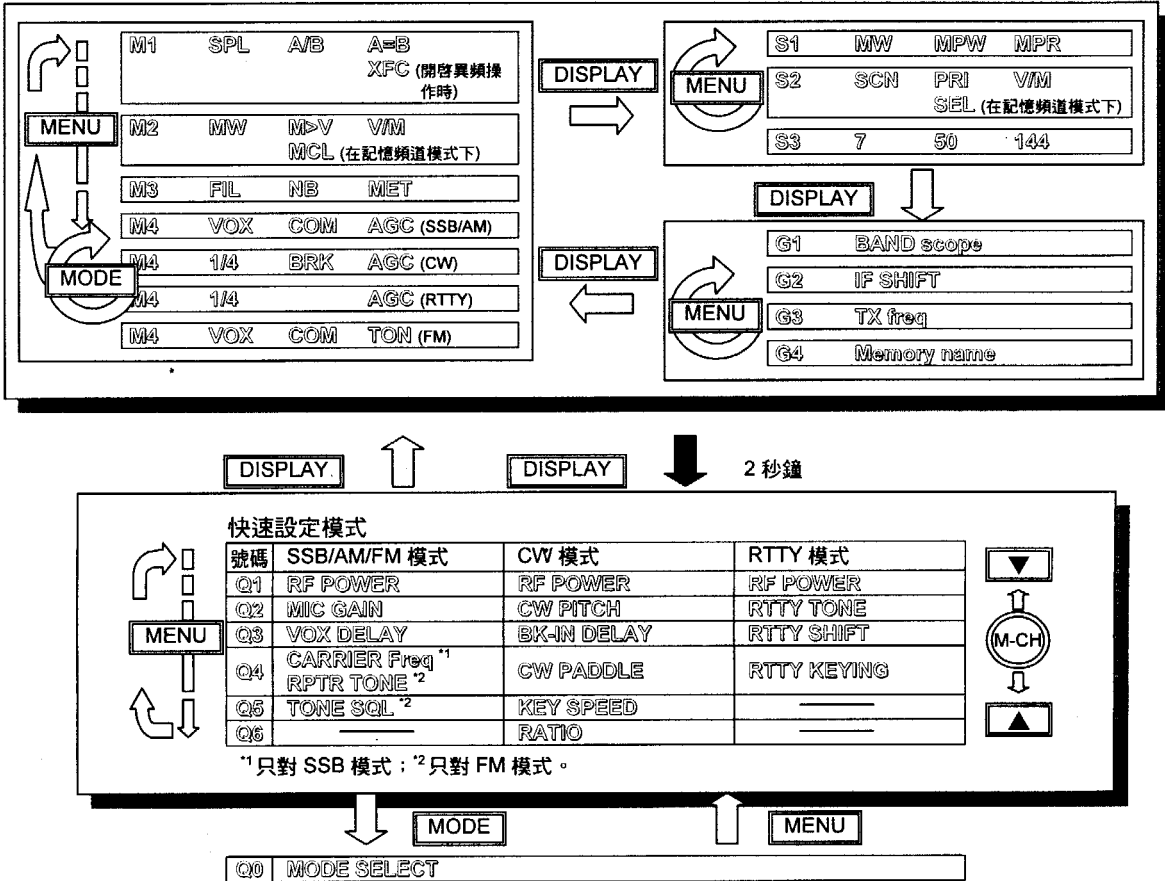 M1 SPL A/B A=B
XFC (開啓異頻操
作時)
MENU
M2 MW M>V V/M
MCL (在記憶頻道模式下)
M3 FIL NB MET
M4 VOX COM AGC (SSB/AM)
MODE
M4 1/4 BRK AGC (CW)
M4 1/4 AGC (RTTY)
M4 VOX COM TON (FM)
DISPLAY
MENU
S1 MW MPW MPR
S2 SCN PRI V/M
SEL (在記憶頻道模式下)
S3 7 50 144
DISPLAY
DISPLAY
MENU
G1 BAND scope
G2 IF SHIFT
G3 TX freq
G4 Memory name
DISPLAY
DISPLAY
2 秒鐘
快速設定模式
號碼 SSB/AM/FM 模式 CW 模式 RTTY 模式
Q1 RF POWER RF POWER RF POWER
Q2 MIC GAIN CW PITCH RTTY TONE
MENU
Q3 VOX DELAY BK-IN DELAY RTTY SHIFT
M-CH
Q4 CARRIER Freq *1
RPTR TONE *2
CW PADDLE RTTY KEYING
Q5 TONE SQL *2 KEY SPEED
Q6 RATIO
*1 只對 SSB 模式；*2 只對 FM 模式。
MODE
MENU
Q0 MODE SELECT